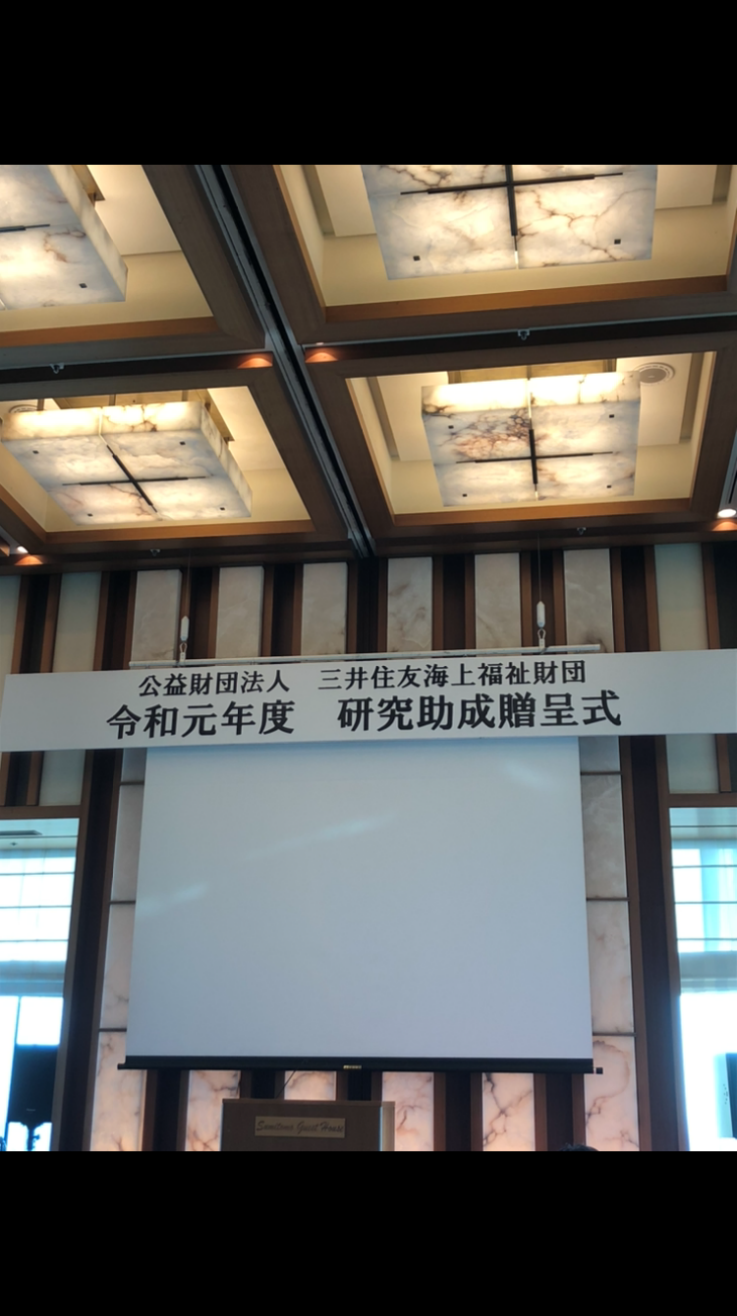 公益財団法人　三井住友海上福祉財団
令和元年度　研究助成贈呈式
Sumitomo Guest House